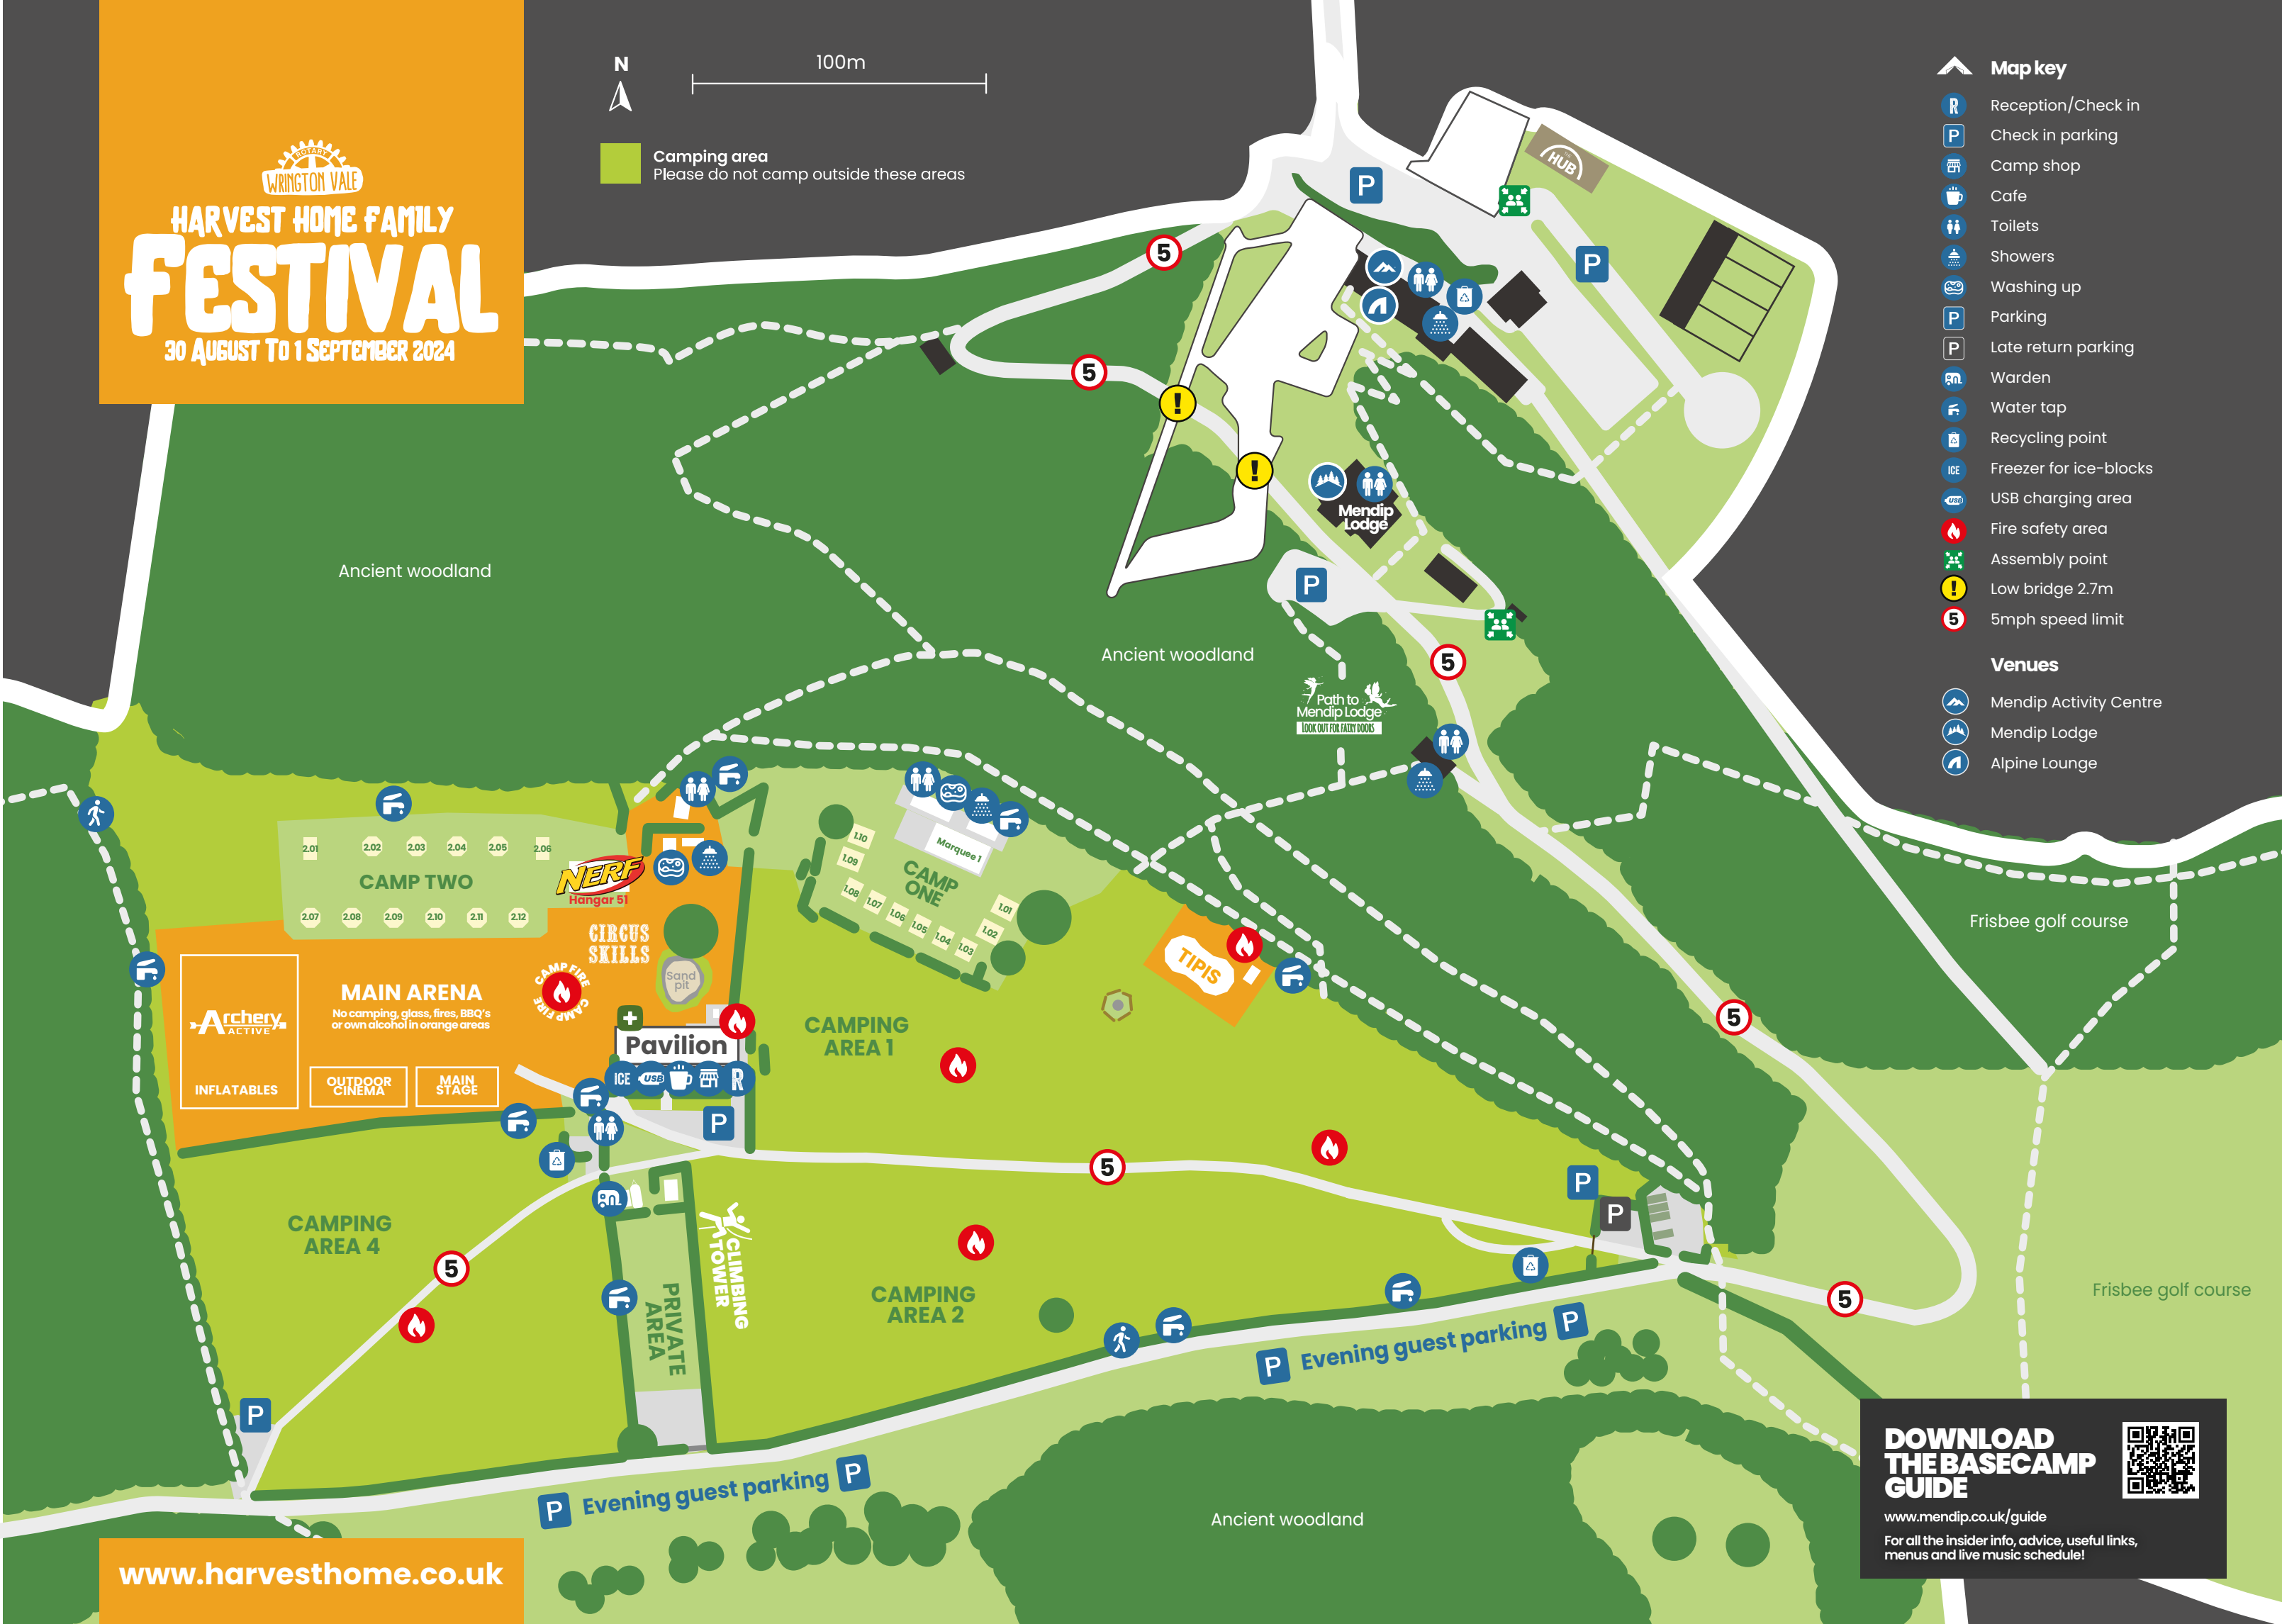 ROTARY
WRINGTON VALE
HARVEST HOME FAMILY
FESTIVAL
30 AUGUST TO 1 SEPTEMBER 2024
N
100m
Camping area
Please do not camp outside these areas
Map key
R Reception/Check in
P Check in parking
Camp shop
Cafe
Toilets
Showers
Washing up
P Parking
P Late return parking
Warden
Water tap
Recycling point
ICE Freezer for ice-blocks
USB USB charging area
Fire safety area
Assembly point
! Low bridge 2.7m
5 5mph speed limit
Venues
Mendip Activity Centre
Mendip Lodge
Alpine Lounge
P
HUB
P
5
5
!
!
Mendip
Lodge
P
5
Ancient woodland
Ancient woodland
Path to
Mendip Lodge
LOOK OUT FOR FAIRY DOORS
2.01
2.02
2.03
2.04
2.05
2.06
CAMP TWO
2.07
2.08
2.09
2.10
2.11
2.12
NERF
Hangar 51
CIRCUS
SKILLS
Sand
pit
CAMP FIRE
CAMP FIRE
MAIN ARENA
No camping, glass, fires, BBQ's
or own alcohol in orange areas
Archery
ACTIVE
INFLATABLES
OUTDOOR
CINEMA
MAIN
STAGE
Pavilion
ICE
USB
R
P
Marquee 1
CAMP
ONE
1.10
1.09
1.08
1.07
1.06
1.05
1.04
1.03
1.02
1.01
TIPIS
CAMPING
AREA 1
5
5
Frisbee golf course
Frisbee golf course
CAMPING
AREA 4
5
P
PRIVATE
AREA
CLIMBING
TOWER
CAMPING
AREA 2
P
P
5
P Evening guest parking P
P Evening guest parking P
Ancient woodland
DOWNLOAD
THE BASECAMP
GUIDE
www.mendip.co.uk/guide
For all the insider info, advice, useful links,
menus and live music schedule!
www.harvesthome.co.uk